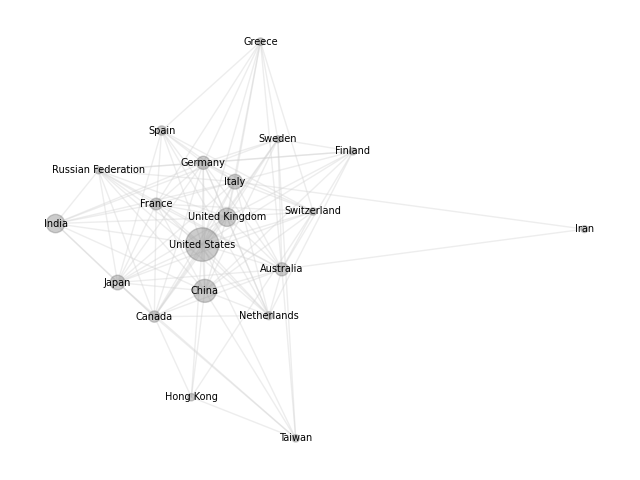 Greece
Spain
Sweden
Finland
Germany
Russian Federation
Italy
France
Switzerland
United Kingdom
India
Iran
United States
Australia
Japan
China
Canada
Netherlands
Hong Kong
Taiwan